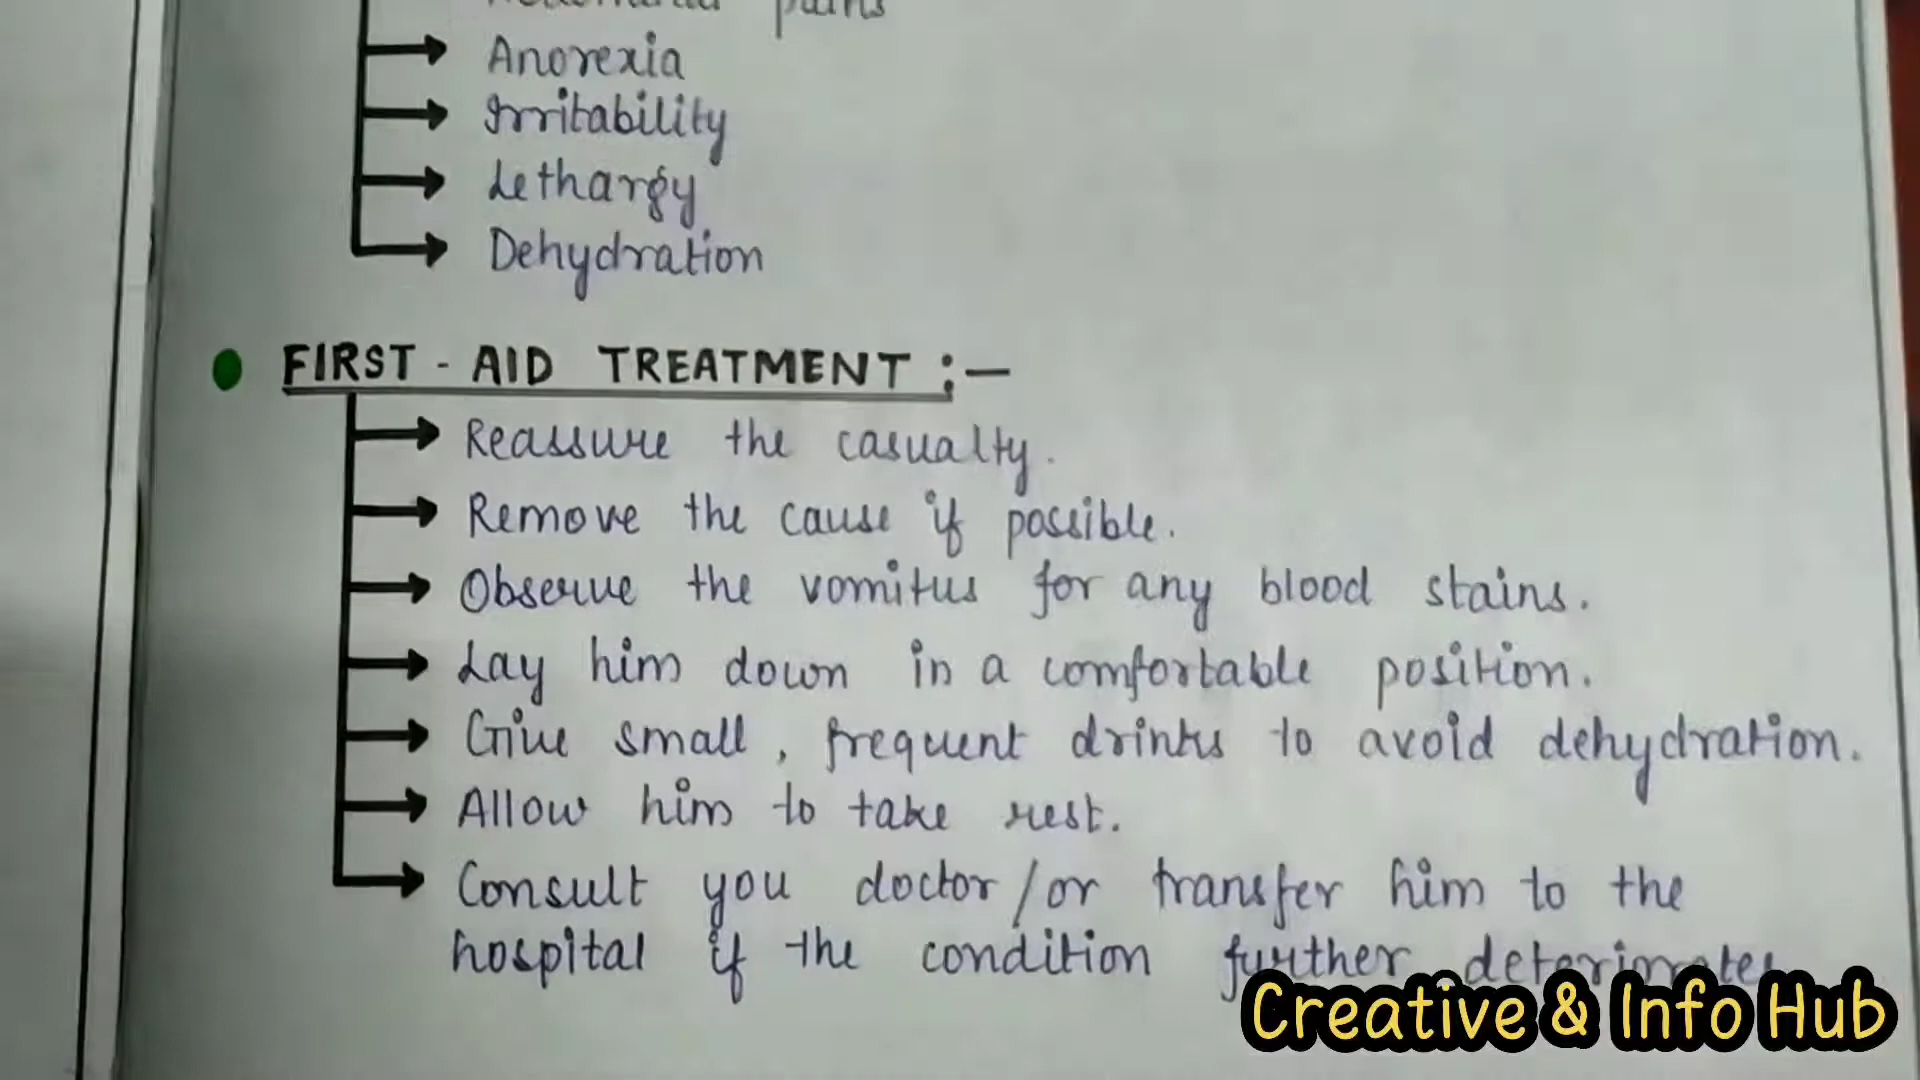 pains
Anorexia
Irritability
Lethargy
Dehydration
FIRST - AID TREATMENT :-
Reassure the casualty.
Remove the cause if possible.
Observe the vomitus for any blood stains.
Lay him down in a comfortable position.
Give small, frequent drinks to avoid dehydration.
Allow him to take rest.
Consult you doctor/or transfer him to the
hospital if the condition further deteriorates
Creative & Info Hub